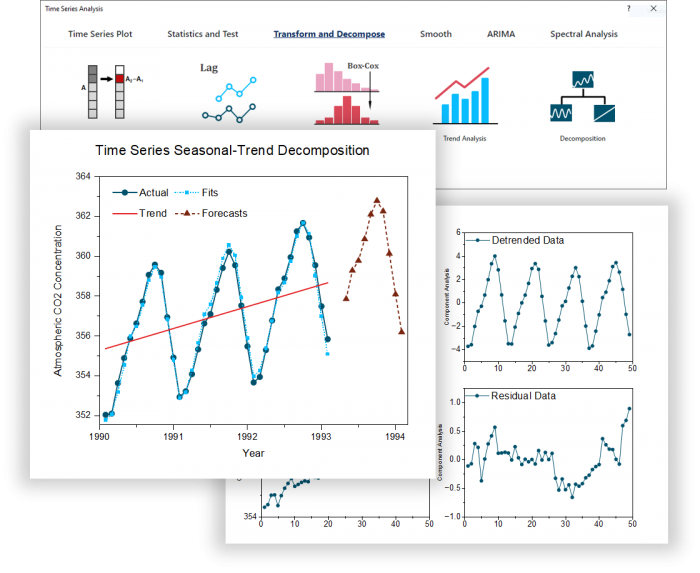 Time Series Analysis
? ×
Time Series Plot Statistics and Test Transform and Decompose Smooth ARIMA Spectral Analysis
A A₂-A₁
Lag
Box-Cox
Trend Analysis
Decomposition
Time Series Seasonal-Trend Decomposition
Actual Fits
Trend Forecasts
364
362
360
358
356
354
352
Atmospheric CO2 Concentration
1990 1991 1992 1993 1994
Year
Detrended Data
Component Analysis
6
4
2
0
−2
−4
0 10 20 30 40 50
Residual Data
Component Analysis
1.0
0.5
0.0
−0.5
−1.0
0 10 20 30 40 50
354
0 10 20 30 40 50